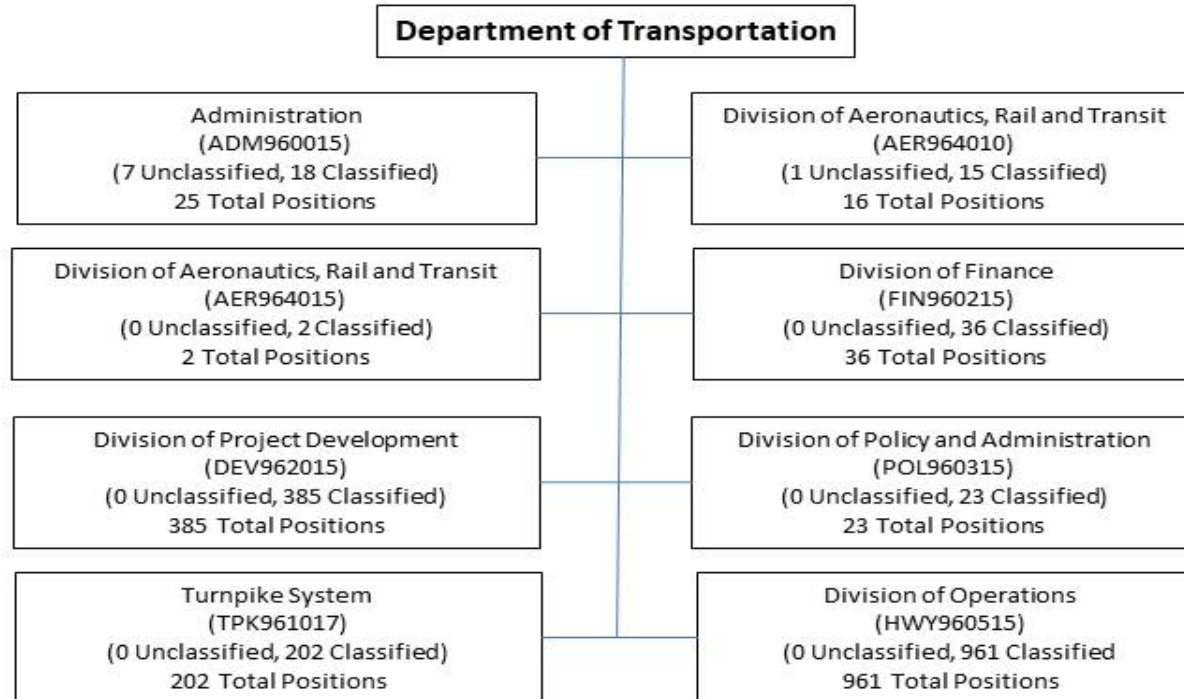 Department of Transportation
Administration
(ADM960015)
(7 Unclassified, 18 Classified)
25 Total Positions
Division of Aeronautics, Rail and Transit
(AER964010)
(1 Unclassified, 15 Classified)
16 Total Positions
Division of Aeronautics, Rail and Transit
(AER964015)
(0 Unclassified, 2 Classified)
2 Total Positions
Division of Finance
(FIN960215)
(0 Unclassified, 36 Classified)
36 Total Positions
Division of Project Development
(DEV962015)
(0 Unclassified, 385 Classified)
385 Total Positions
Division of Policy and Administration
(POL960315)
(0 Unclassified, 23 Classified)
23 Total Positions
Turnpike System
(TPK961017)
(0 Unclassified, 202 Classified)
202 Total Positions
Division of Operations
(HWY960515)
(0 Unclassified, 961 Classified
961 Total Positions